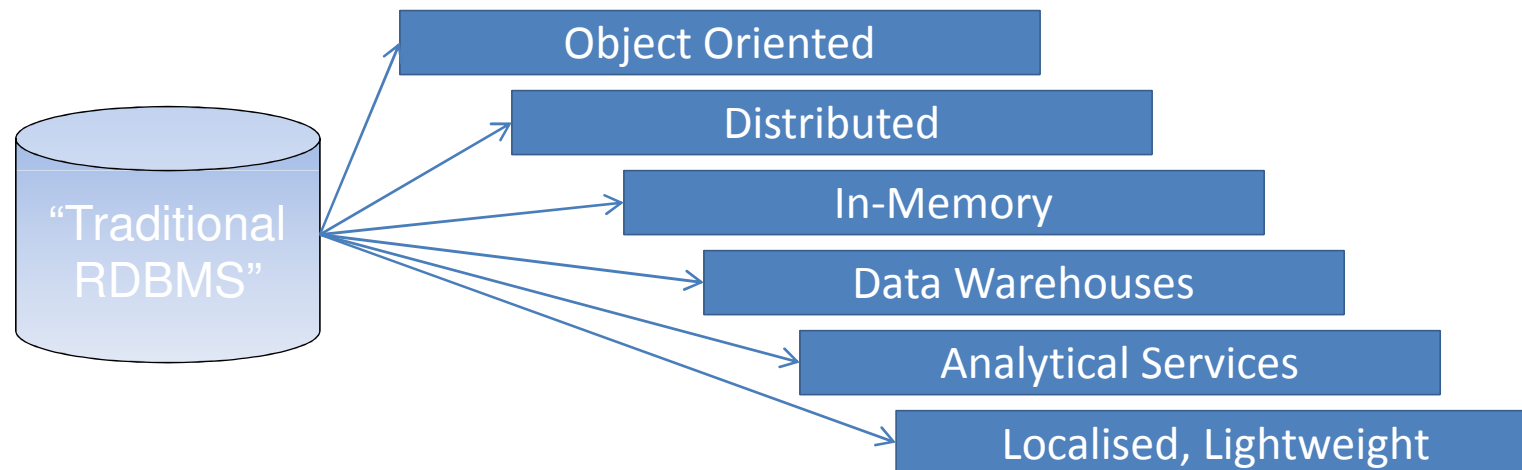 Object Oriented
Distributed
In-Memory
Data Warehouses
Analytical Services
Localised, Lightweight
“Traditional
RDBMS”